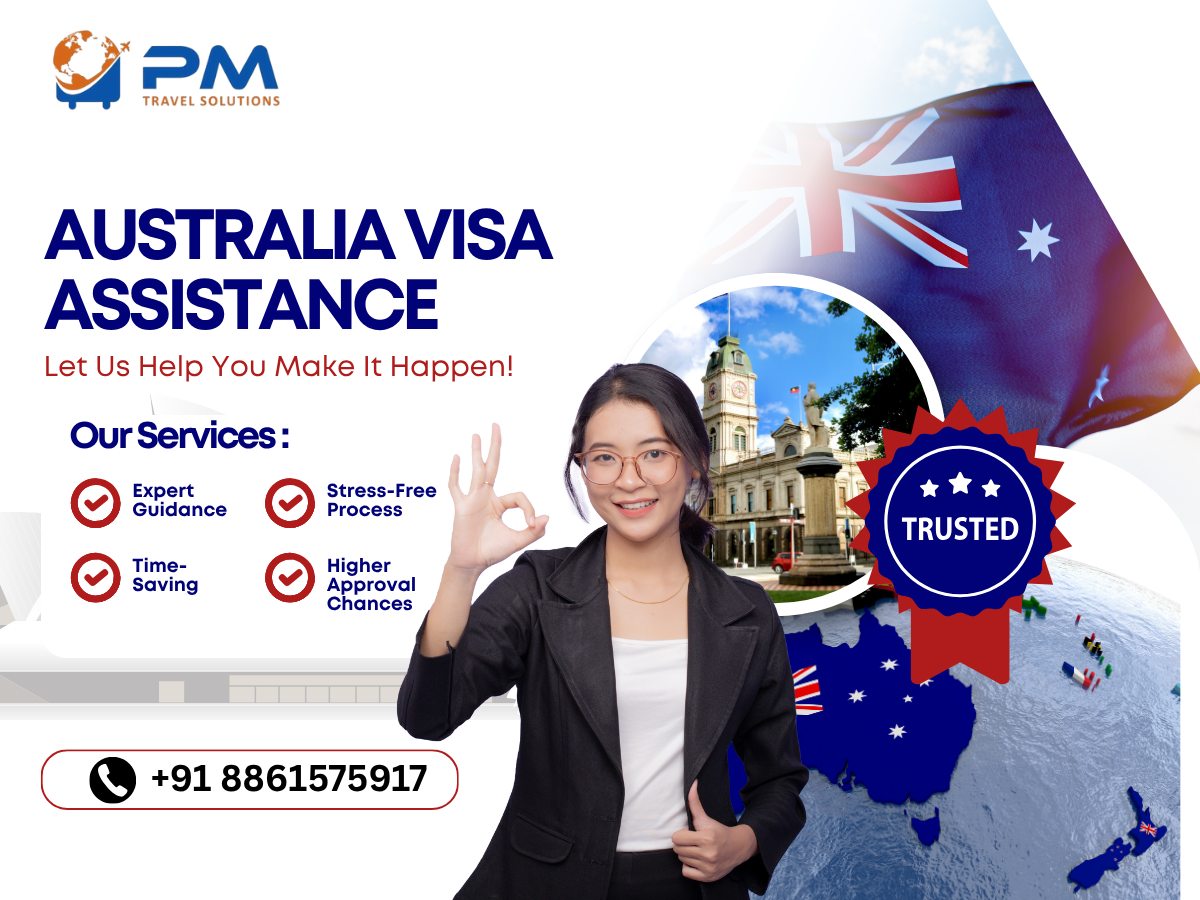 PM
TRAVEL SOLUTIONS
AUSTRALIA VISA
ASSISTANCE
Let Us Help You Make It Happen!
Our Services :
Expert
Guidance
Stress-Free
Process
Time-
Saving
Higher
Approval
Chances
TRUSTED
+91 8861575917